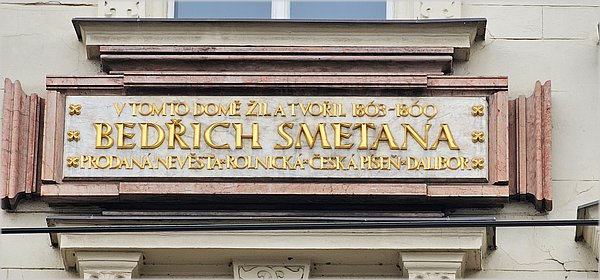 V TOMTO DOMĚ ŽIL A TVOŘIL 1863-1869
BEDŘICH SMETANA
PRODANÁ NEVĚSTA · ROLNICKÁ · ČESKÁ PÍSEŇ · DALIBOR